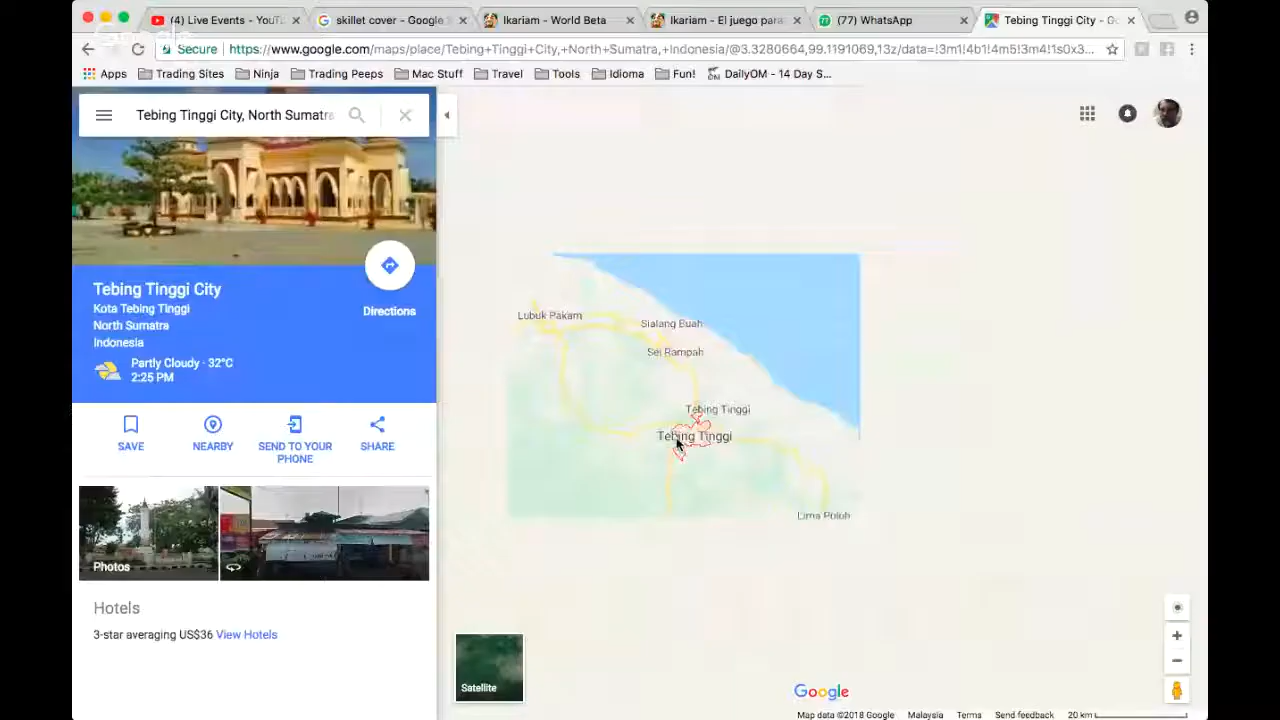 (4) Live Events - YouTu
skillet cover - Google S
Ikariam - World Beta
Ikariam - El juego para
(77) WhatsApp
Tebing Tinggi City - Go
Secure
https://www.google.com/maps/place/Tebing+Tinggi+City,+North+Sumatra,+Indonesia/@3.3280664,99.1191069,13z/data=!3m1!4b1!4m5!3m4!1s0x3...
Apps
Trading Sites
Ninja
Trading Peeps
Mac Stuff
Travel
Tools
Idioma
Fun!
DailyOM - 14 Day S...
Tebing Tinggi City, North Sumatra
Tebing Tinggi City
Kota Tebing Tinggi
North Sumatra
Indonesia
Directions
Partly Cloudy · 32°C
2:25 PM
SAVE
NEARBY
SEND TO YOUR
PHONE
SHARE
Photos
Hotels
3-star averaging US$36 View Hotels
Lubuk Pakam
Sialang Buah
Sei Rampah
Tebing Tinggi
Tebing Tinggi
Lima Puluh
Satellite
Google
Map data ©2018 Google
Malaysia
Terms
Send feedback
20 km